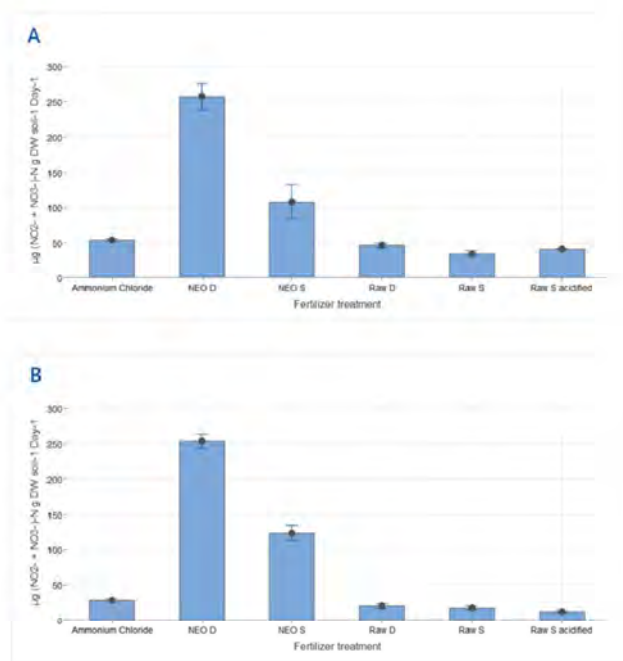 A
300
250
200
150
100
50
0
µg (NO2- + NO3-)-N g DW soil-1 Day-1
Ammonium Chloride NEO D NEO S Raw D Raw S Raw S acidified
Fertilizer treatment
B
300
250
200
150
100
50
0
µg (NO2- + NO3-)-N g DW soil-1 Day-1
Ammonium Chloride NEO D NEO S Raw D Raw S Raw S acidified
Fertilizer treatment